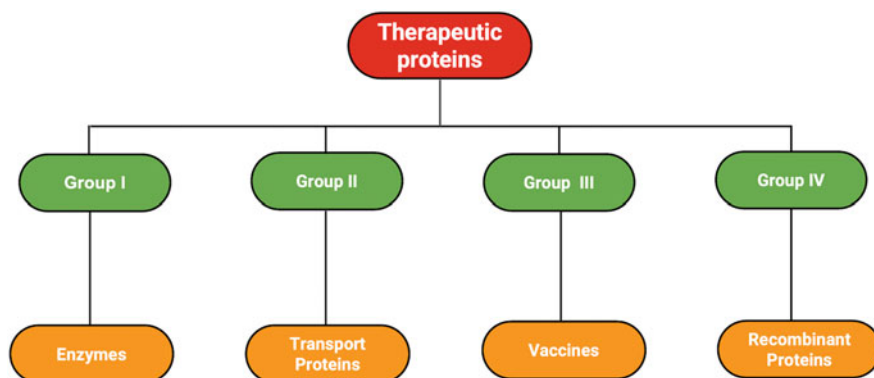 Therapeutic
proteins
Group I
Group II
Group III
Group IV
Enzymes
Transport
Proteins
Vaccines
Recombinant
Proteins